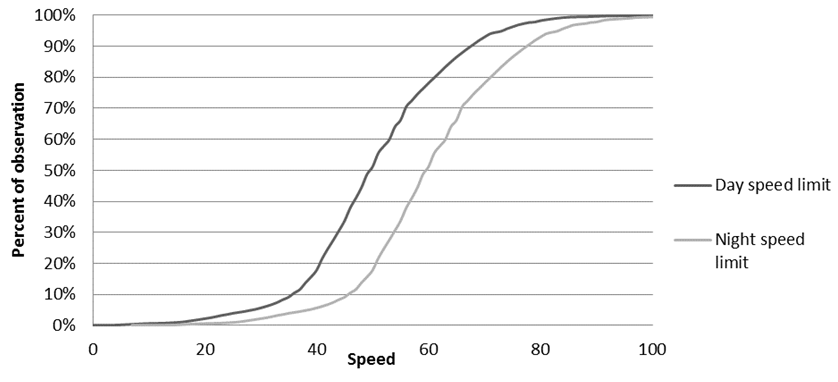 100%
90%
80%
70%
60%
50%
40%
30%
20%
10%
0%
Percent of observation
0 20 40 60 80 100
Speed
Day speed limit
Night speed
limit